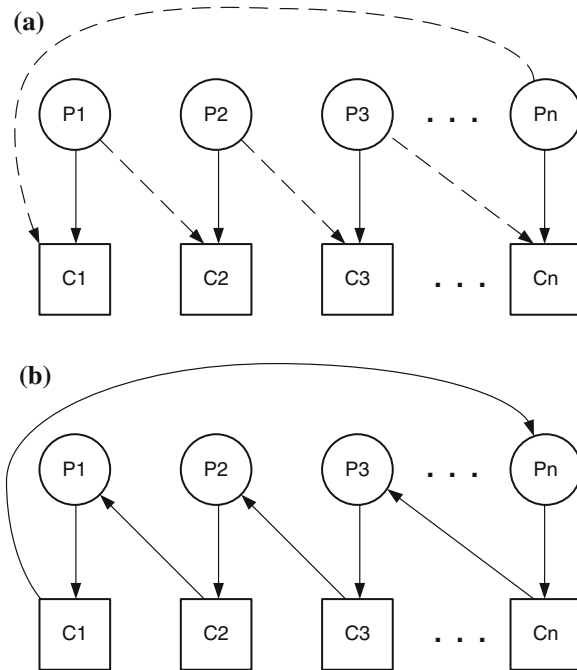 (a)
P1 P2 P3 . . . Pn
C1 C2 C3 . . . Cn
(b)
P1 P2 P3 . . . Pn
C1 C2 C3 . . . Cn